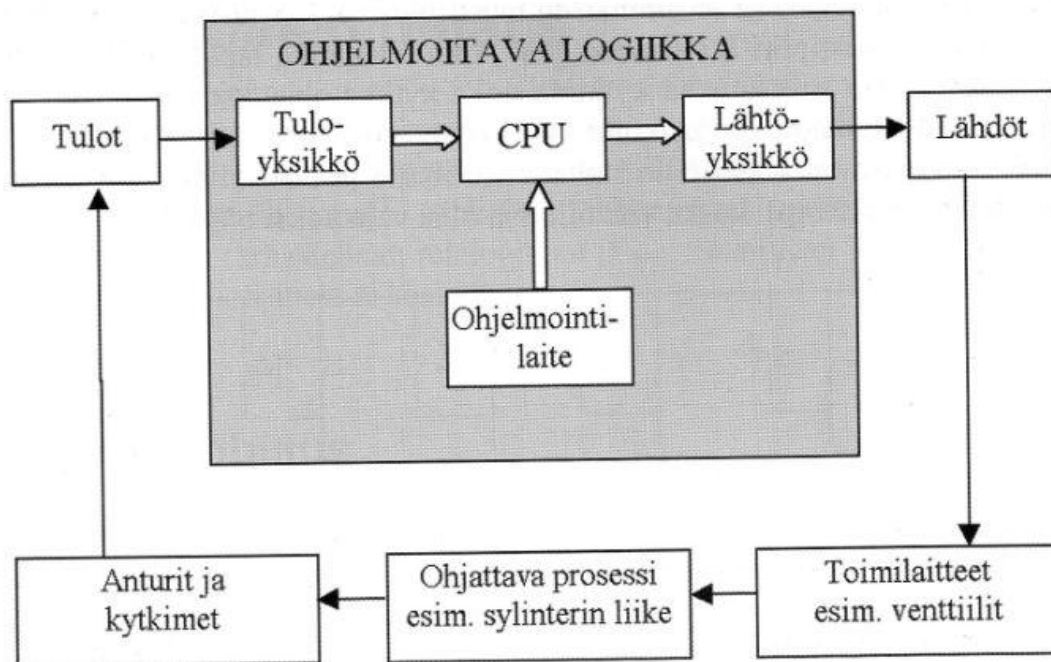 OHJELMOITAVA LOGIIKKA
Tulot
Tulo-
yksikkö
CPU
Lähtö-
yksikkö
Lähdöt
Ohjelmointi-
laite
Anturit ja
kytkimet
Ohjattava prosessi
esim. sylinterin liike
Toimilaitteet
esim. venttiilit